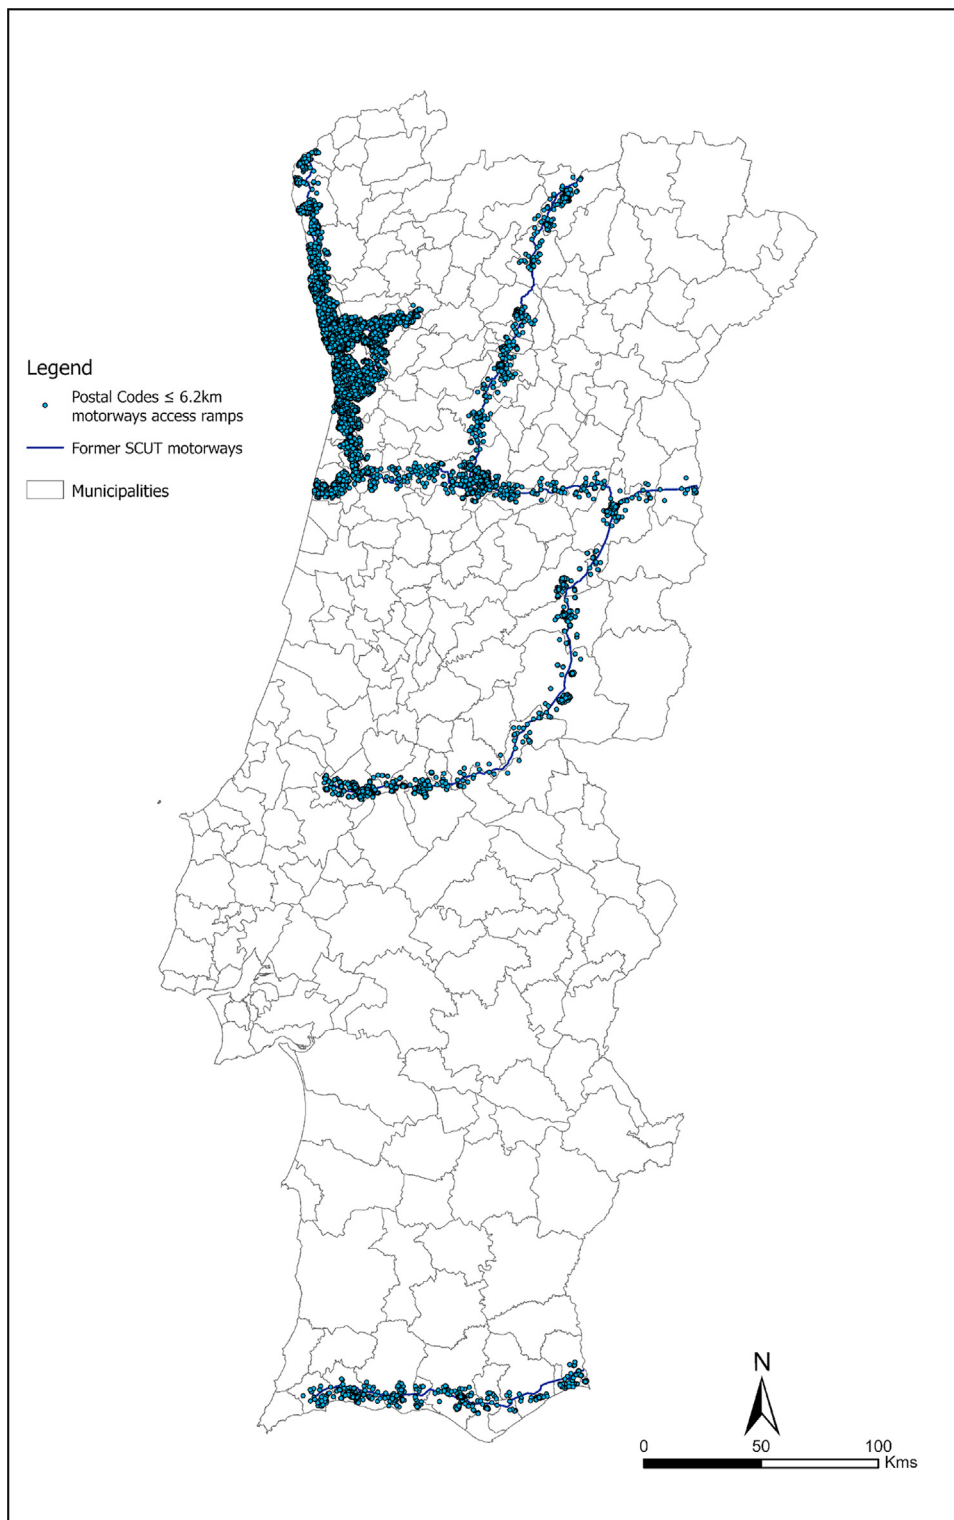 Legend
Postal Codes ≤ 6.2km
motorways access ramps
Former SCUT motorways
Municipalities
N
0 50 100
Kms